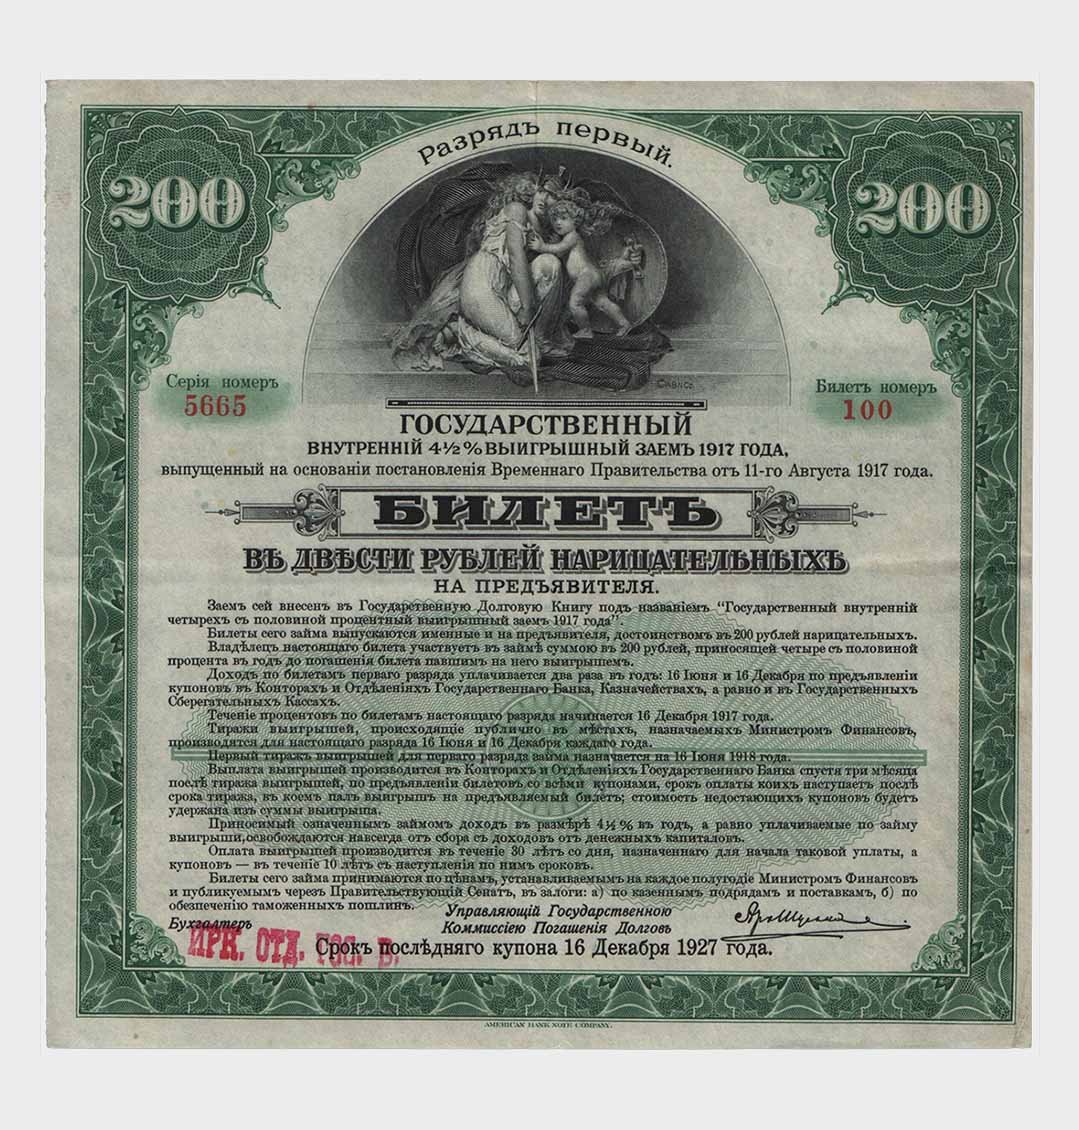 Разрядъ первый.
200
200
Серія номеръ
5665
Билетъ номеръ
100
ГОСУДАРСТВЕННЫЙ
ВНУТРЕННІЙ 4½% ВЫИГРЫШНЫЙ ЗАЕМЪ 1917 ГОДА,
выпущенный на основаніи постановленія Временнаго Правительства отъ 11-го Августа 1917 года.
БИЛЕТЪ
ВЪ ДВѢСТИ РУБЛЕЙ НАРИЦАТЕЛЬНЫХЪ
НА ПРЕДЪЯВИТЕЛЯ.
Заемъ сей внесенъ въ Государственную Долговую Книгу подъ названіемъ "Государственный внутренній
четырехъ съ половиной процентный выигрышный заемъ 1917 года".
Билеты сего займа выпускаются именные и на предъявителя, достоинствомъ въ 200 рублей нарицательныхъ.
Владѣлецъ настоящаго билета участвуетъ въ займѣ суммою въ 200 рублей, приносящей четыре съ половиной
процента въ годъ до погашенія билета павшимъ на него выигрышемъ.
Доходъ по билетамъ перваго разряда уплачивается два раза въ годъ: 16 Іюня и 16 Декабря по предъявленіи
купоновъ въ Конторахъ и Отдѣленіяхъ Государственнаго Банка, Казначействахъ, а равно и въ Государственныхъ
Сберегательныхъ Кассахъ.
Теченіе процентовъ по билетамъ настоящаго разряда начинается 16 Декабря 1917 года.
Тиражи выигрышей, происходящіе публично въ мѣстахъ, назначаемыхъ Министромъ Финансовъ,
производятся для настоящаго разряда 16 Іюня и 16 Декабря каждаго года.
Первый тиражъ выигрышей для перваго разряда займа назначается на 16 Іюня 1918 года.
Выплата выигрышей производится въ Конторахъ и Отдѣленіяхъ Государственнаго Банка спустя три мѣсяца
послѣ тиража выигрышей, по предъявленіи билетовъ со всѣми купонами, срокъ оплаты коихъ наступаетъ послѣ
срока тиража, въ коемъ палъ выигрышъ на предъявляемый билетъ; стоимость недостающихъ купоновъ будетъ
удержана изъ суммы выигрыша.
Приносимый означеннымъ займомъ доходъ въ размѣрѣ 4½% въ годъ, а равно уплачиваемые по займу
выигрыши, освобождаются навсегда отъ сбора съ доходовъ отъ денежныхъ капиталовъ.
Оплата выигрышей производится въ теченіе 30 лѣтъ со дня, назначеннаго для начала таковой уплаты, а
купоновъ — въ теченіе 10 лѣтъ съ наступленія по нимъ сроковъ.
Билеты сего займа принимаются по цѣнамъ, устанавливаемымъ на каждое полугодіе Министромъ Финансовъ
и публикуемымъ черезъ Правительствующій Сенатъ, въ залоги: а) по казеннымъ подрядамъ и поставкамъ, б) по
обезпеченію таможенныхъ пошлинъ.
Управляющій Государственною
Коммиссіею Погашенія Долговъ
Бухгалтеръ
ИРК. ОТД. Гос. Б.
Срокъ послѣдняго купона 16 Декабря 1927 года.
AMERICAN BANK NOTE COMPANY.